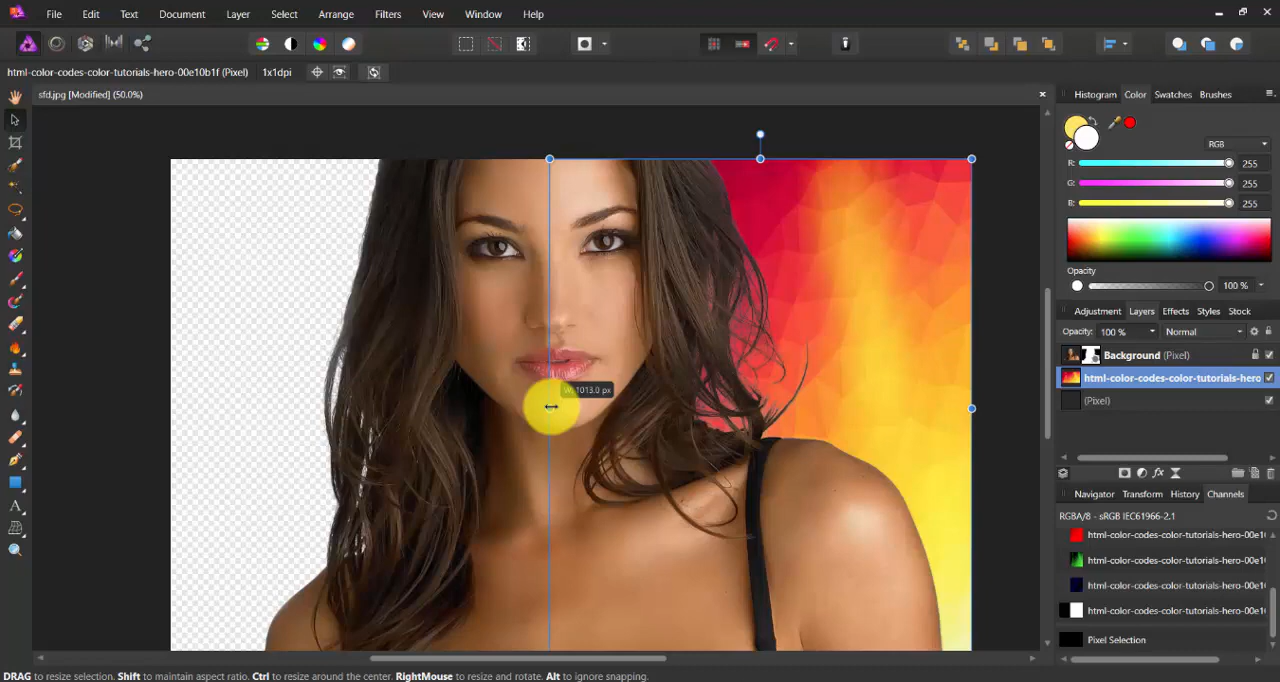 File Edit Text Document Layer Select Arrange Filters View Window Help
html-color-codes-color-tutorials-hero-00e10b1f (Pixel) 1x1dpi
sfd.jpg [Modified] (50.0%)
Histogram Color Swatches Brushes
RGB
R: 255
G: 255
B: 255
Opacity
100 %
Adjustment Layers Effects Styles Stock
Opacity: 100 % Normal
Background (Pixel)
html-color-codes-color-tutorials-hero
(Pixel)
W: 1013.0 px
Navigator Transform History Channels
RGBA/8 - sRGB IEC61966-2.1
html-color-codes-color-tutorials-hero-00e10
html-color-codes-color-tutorials-hero-00e10
html-color-codes-color-tutorials-hero-00e10
html-color-codes-color-tutorials-hero-00e10
Pixel Selection
DRAG to resize selection. Shift to maintain aspect ratio. Ctrl to resize around the center. RightMouse to resize and rotate. Alt to ignore snapping.